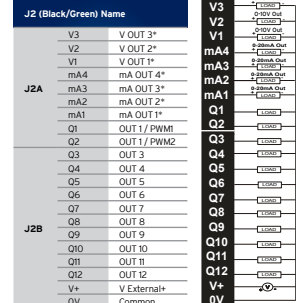 J2 (Black/Green) Name
V3 V OUT 3*
V2 V OUT 2*
V1 V OUT 1*
mA4 mA OUT 4*
J2A mA3 mA OUT 3*
mA2 mA OUT 2*
mA1 mA OUT 1*
Q1 OUT 1 / PWM1
Q2 OUT 1 / PWM2
Q3 OUT 3
Q4 OUT 4
Q5 OUT 5
Q6 OUT 6
Q7 OUT 7
Q8 OUT 8
J2B Q9 OUT 9
Q10 OUT 10
Q11 OUT 11
Q12 OUT 12
V+ V External+
0V Common
V3 LOAD
0-10V Out
V2 LOAD
0-10V Out
V1 LOAD
0-20mA Out
mA4 LOAD
0-20mA Out
mA3 LOAD
0-20mA Out
mA2 LOAD
0-20mA Out
mA1 LOAD
Q1 LOAD
Q2 LOAD
Q3 LOAD
Q4 LOAD
Q5 LOAD
Q6 LOAD
Q7 LOAD
Q8 LOAD
Q9 LOAD
Q10 LOAD
Q11 LOAD
Q12 LOAD
V+
0V